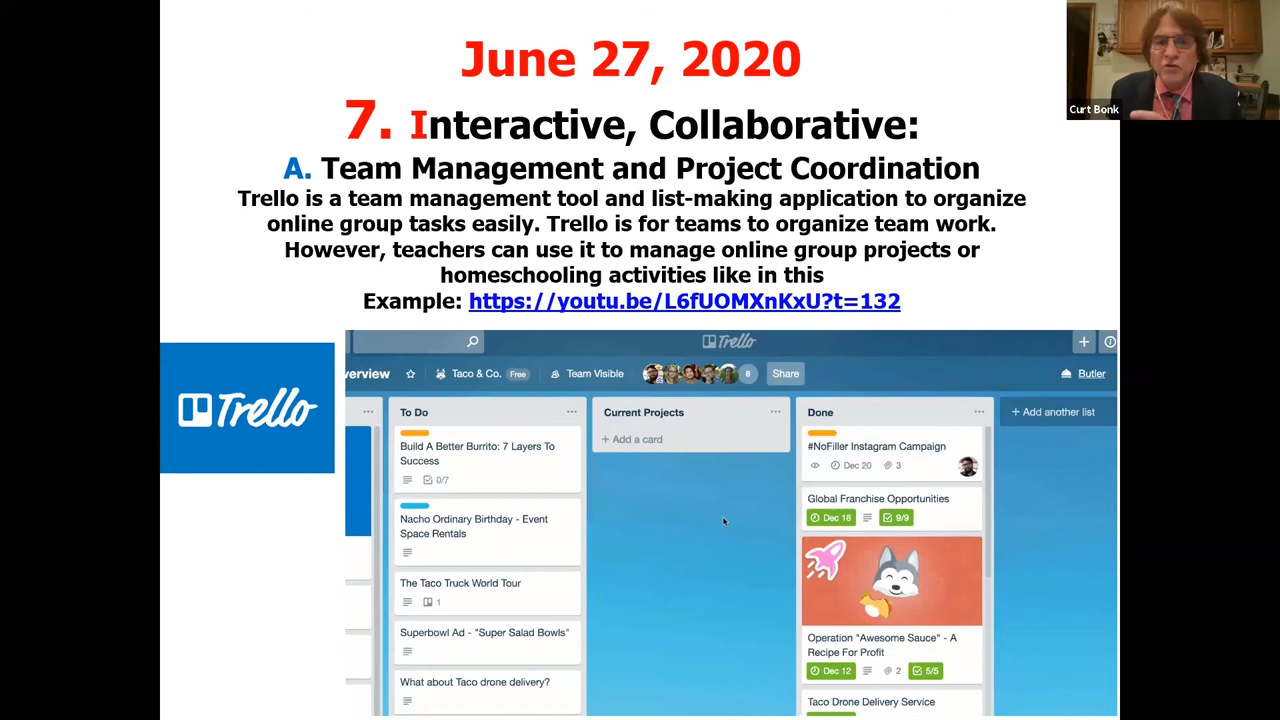 June 27, 2020
7. Interactive, Collaborative:
A. Team Management and Project Coordination
Trello is a team management tool and list-making application to organize
online group tasks easily. Trello is for teams to organize team work.
However, teachers can use it to manage online group projects or
homeschooling activities like in this
Example: https://youtu.be/L6fUOMXnKxU?t=132
Curt Bonk
Trello
Trello
verview
Taco & Co. Free
Team Visible
6
Share
Butler
To Do
Build A Better Burrito: 7 Layers To
Success
0/7
Nacho Ordinary Birthday - Event
Space Rentals
The Taco Truck World Tour
1
Superbowl Ad - "Super Salad Bowls"
What about Taco drone delivery?
Current Projects
+ Add a card
Done
#NoFiller Instagram Campaign
Dec 20 3
Global Franchise Opportunities
Dec 18 9/9
Operation "Awesome Sauce" - A
Recipe For Profit
Dec 12 2 5/5
Taco Drone Delivery Service
+ Add another list